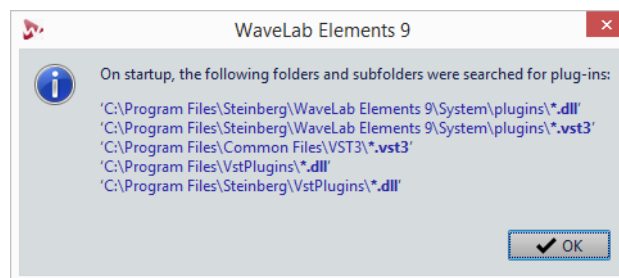 WaveLab Elements 9
On startup, the following folders and subfolders were searched for plug-ins:
'C:\Program Files\Steinberg\WaveLab Elements 9\System\plugins\*.dll'
'C:\Program Files\Steinberg\WaveLab Elements 9\System\plugins\*.vst3'
'C:\Program Files\Common Files\VST3\*.vst3'
'C:\Program Files\VstPlugins\*.dll'
'C:\Program Files\Steinberg\VstPlugins\*.dll'
OK